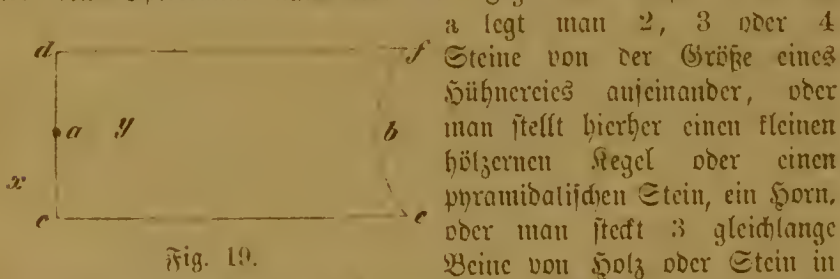 a legt man 2, 3 oder 4
Steine von der Größe eines
Hühnereies aufeinander, oder
man stellt hierher einen kleinen
hölzernen Kegel oder einen
pyramidalischen Stein, ein Horn,
oder man steckt 3 gleichlange
Beine von Holz oder Stein in
d
f
a
y
b
x
c
e
Fig. 19.